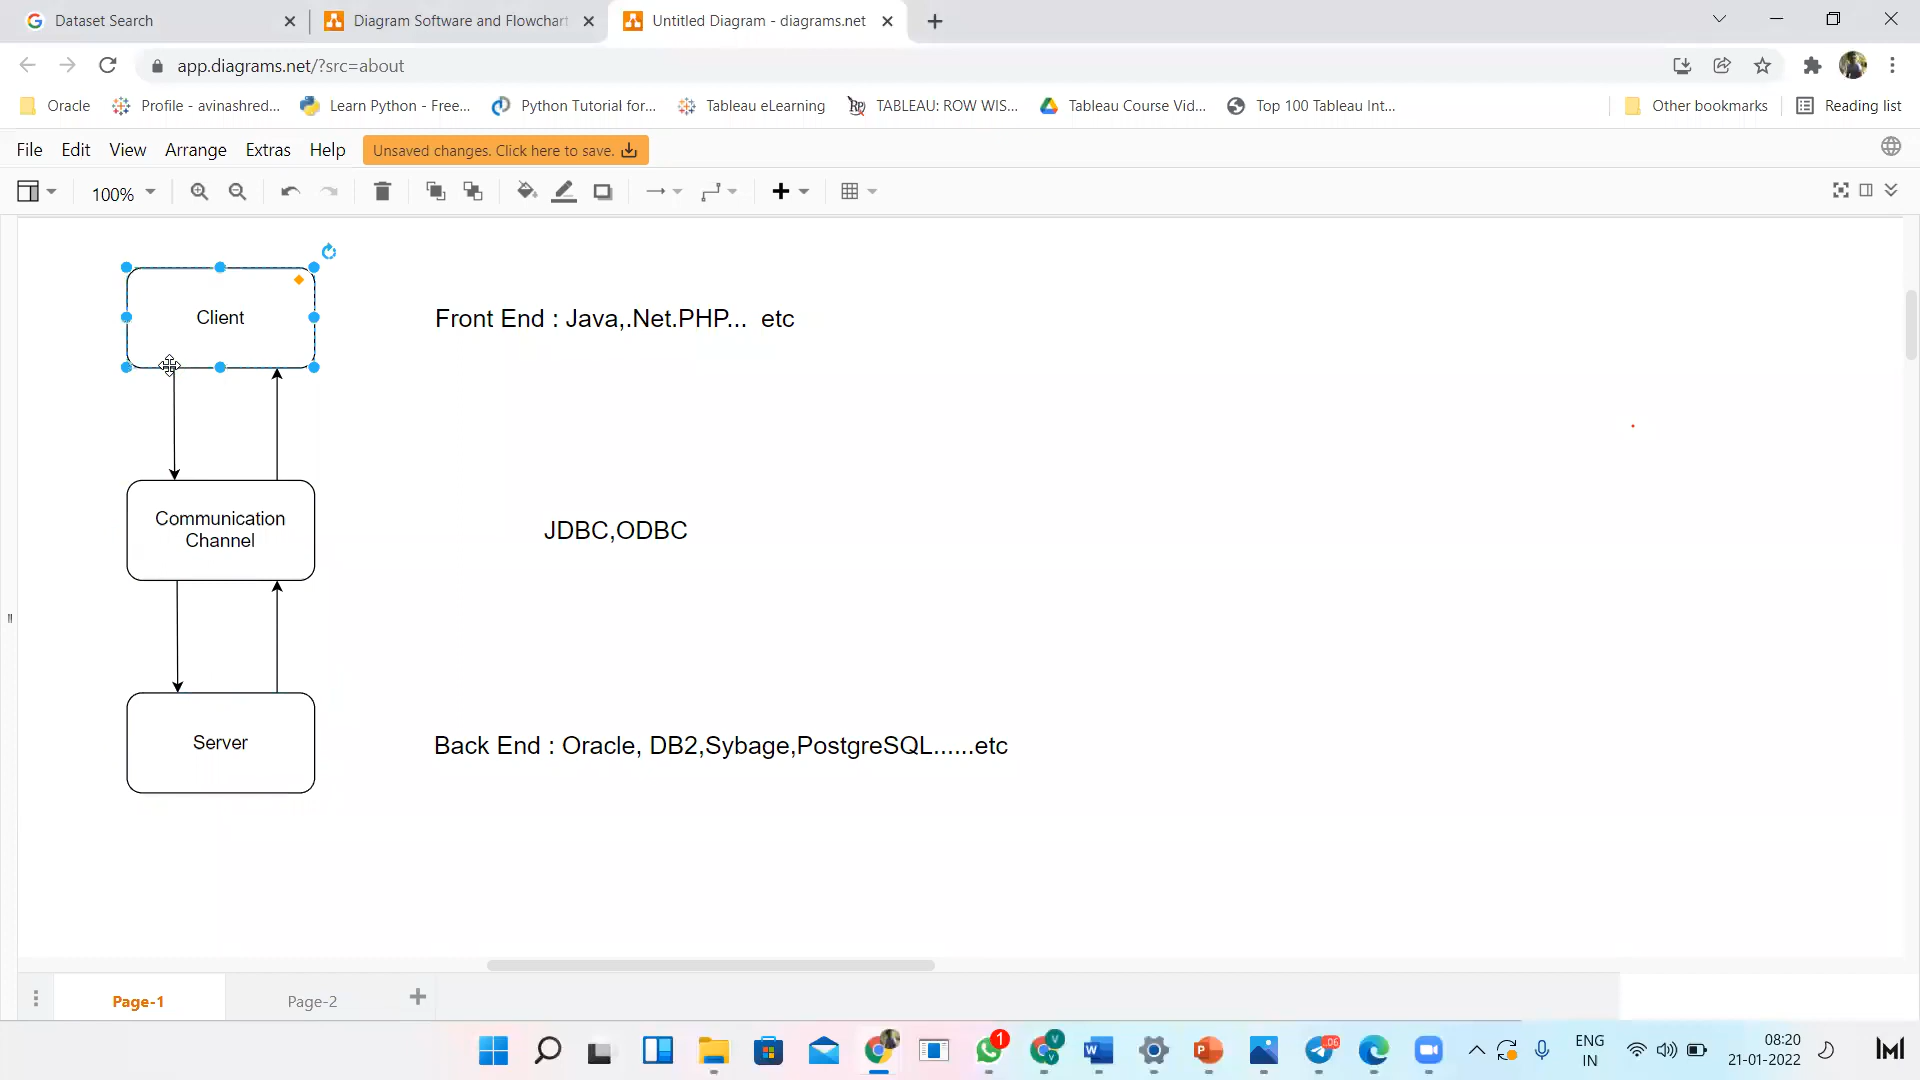 Dataset Search
Diagram Software and Flowchart
Untitled Diagram - diagrams.net
app.diagrams.net/?src=about
Oracle
Profile - avinashred...
Learn Python - Free...
Python Tutorial for...
Tableau eLearning
TABLEAU: ROW WIS...
Tableau Course Vid...
Top 100 Tableau Int...
Other bookmarks
Reading list
File Edit View Arrange Extras Help
Unsaved changes. Click here to save.
100%
Client
Front End : Java,.Net.PHP... etc
Communication
Channel
JDBC,ODBC
Server
Back End : Oracle, DB2,Sybage,PostgreSQL......etc
Page-1
Page-2
1
V
V
.06
ENG
IN
08:20
21-01-2022